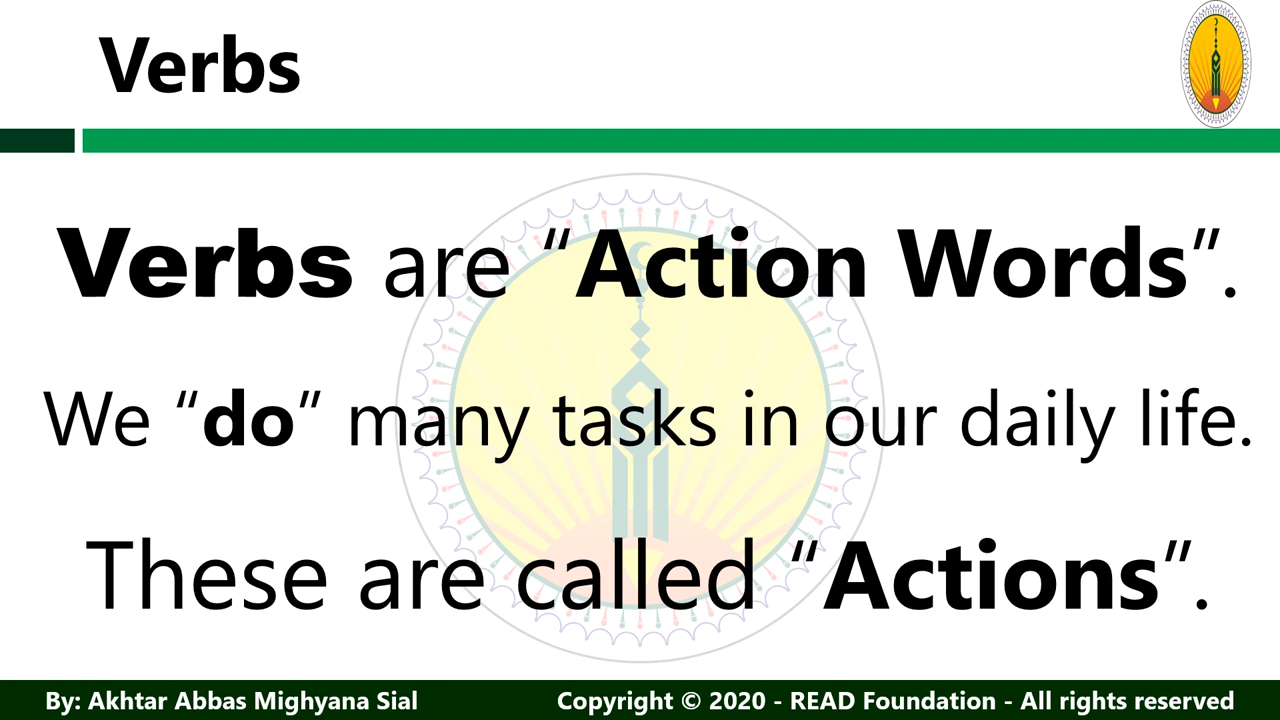 Verbs
Verbs are “Action Words”.
We “do” many tasks in our daily life.
These are called “Actions”.
By: Akhtar Abbas Mighyana Sial
Copyright © 2020 - READ Foundation - All rights reserved